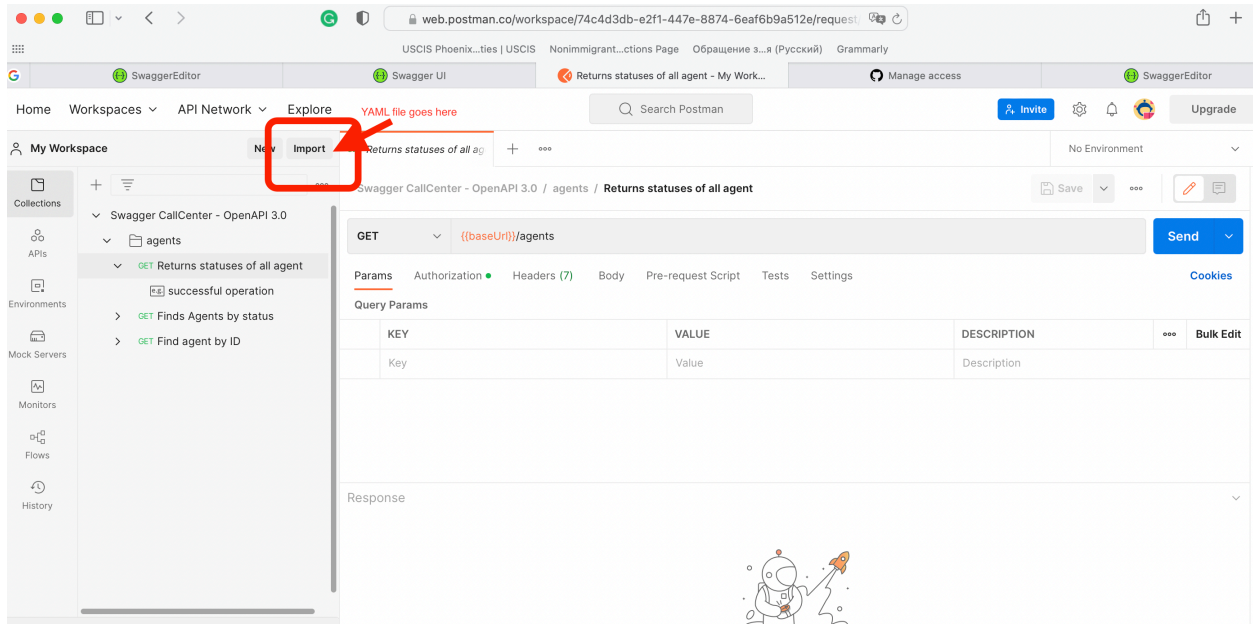 web.postman.co/workspace/74c4d3db-e2f1-447e-8874-6eaf6b9a512e/request
USCIS Phoenix...ties | USCIS Nonimmigrant...ctions Page Обращение з...я (Русский) Grammarly
SwaggerEditor Swagger UI Returns statuses of all agent - My Work... Manage access SwaggerEditor
Home Workspaces API Network Explore YAML file goes here Search Postman Invite Upgrade
My Workspace New Import Returns statuses of all ag No Environment
Collections
Swagger CallCenter - OpenAPI 3.0 / agents / Returns statuses of all agent Save
Swagger CallCenter - OpenAPI 3.0
APIs
agents
GET {{baseUrl}}/agents Send
GET Returns statuses of all agent
Params Authorization Headers (7) Body Pre-request Script Tests Settings Cookies
e.g. successful operation
Environments
Query Params
GET Finds Agents by status
KEY VALUE DESCRIPTION Bulk Edit
GET Find agent by ID
Key Value Description
Mock Servers
Monitors
Flows
History
Response